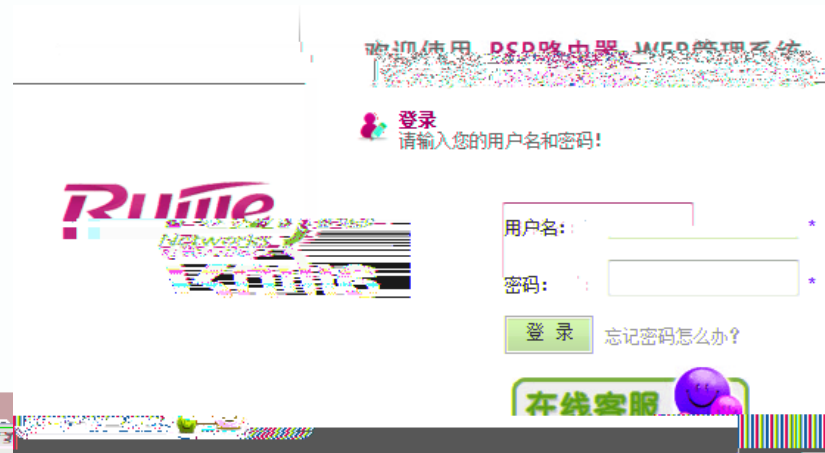 欢迎使用 RSR路由器 WEB管理系统
登录
请输入您的用户名和密码!
Networks
用户名: *
密码: *
登 录 忘记密码怎么办?
在线客服